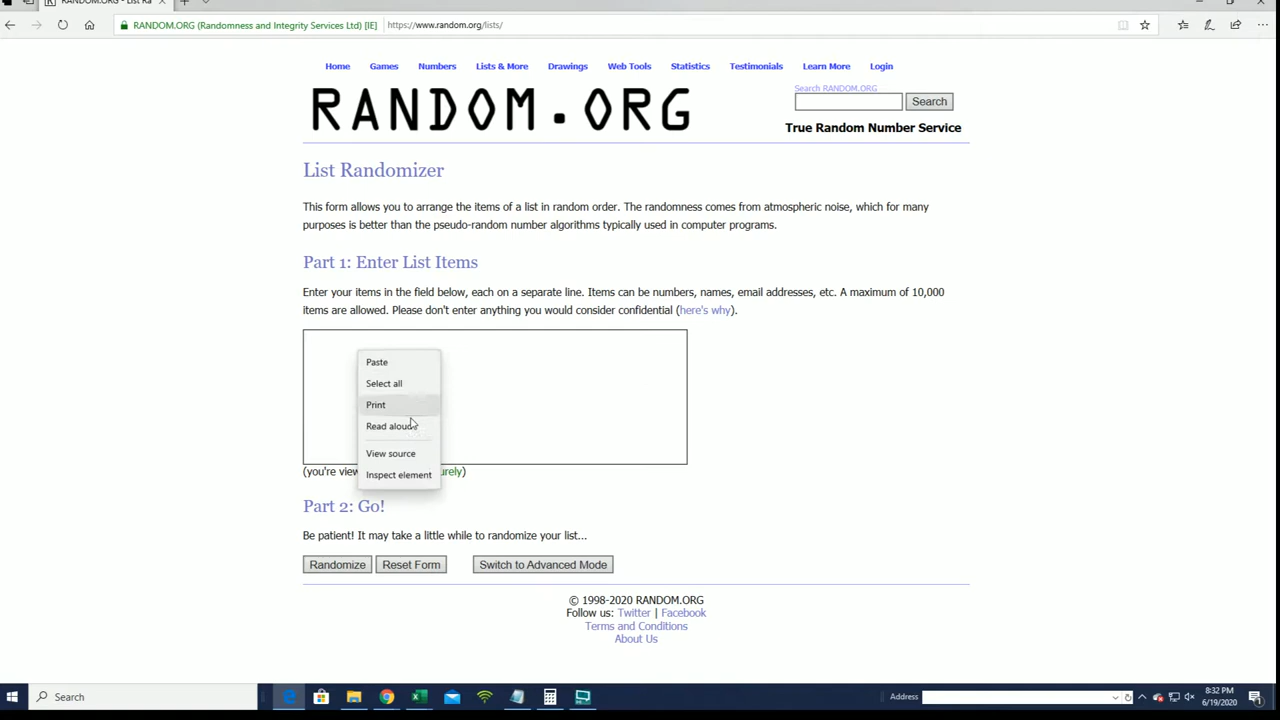 RANDOM.ORG - List Ra
RANDOM.ORG (Randomness and Integrity Services Ltd) [IE]
https://www.random.org/lists/
Home Games Numbers Lists & More Drawings Web Tools Statistics Testimonials Learn More Login
RANDOM.ORG
Search RANDOM.ORG
Search
True Random Number Service
List Randomizer
This form allows you to arrange the items of a list in random order. The randomness comes from atmospheric noise, which for many
purposes is better than the pseudo-random number algorithms typically used in computer programs.
Part 1: Enter List Items
Enter your items in the field below, each on a separate line. Items can be numbers, names, email addresses, etc. A maximum of 10,000
items are allowed. Please don't enter anything you would consider confidential (here's why).
Paste
Select all
Print
Read aloud
View source
Inspect element
(you're view urely)
Part 2: Go!
Be patient! It may take a little while to randomize your list...
Randomize Reset Form Switch to Advanced Mode
© 1998-2020 RANDOM.ORG
Follow us: Twitter | Facebook
Terms and Conditions
About Us
Search
Address
8:32 PM
6/19/2020